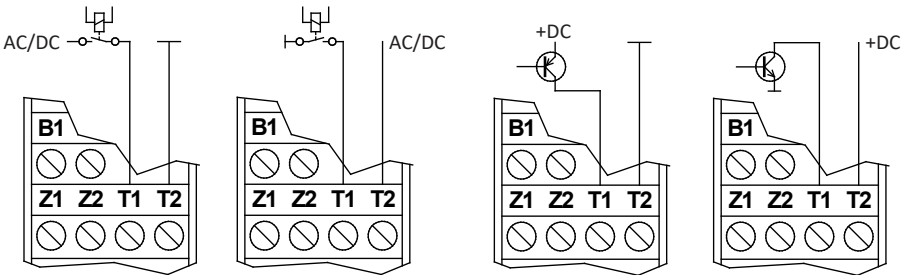 AC/DC AC/DC +DC +DC
B1 B1 B1 B1
Z1 Z2 T1 T2 Z1 Z2 T1 T2 Z1 Z2 T1 T2 Z1 Z2 T1 T2